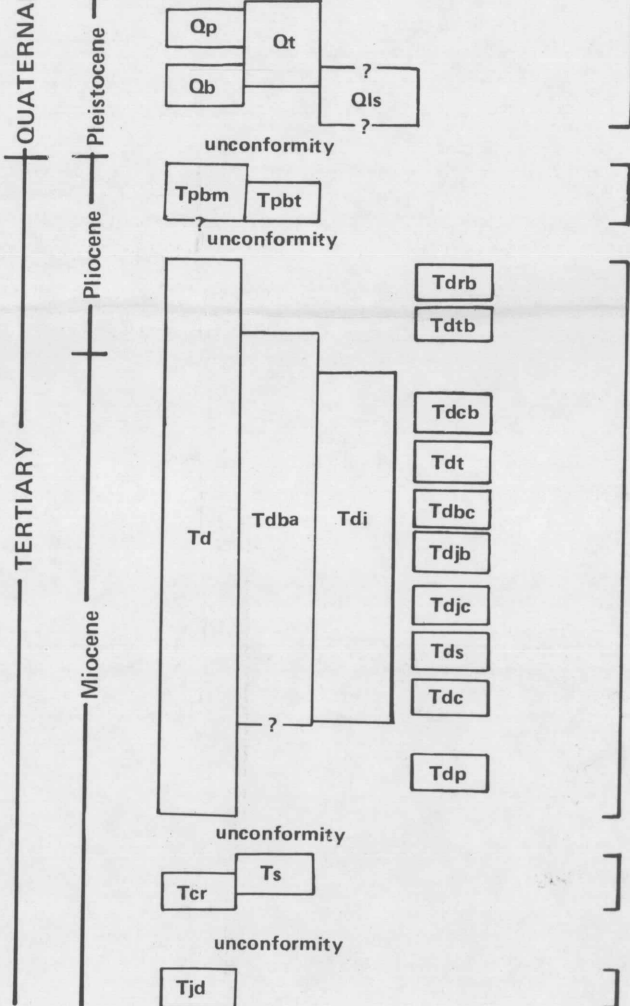 QUATERNA
Pleistocene
Qp
Qt
Qb
?
Qls
?
unconformity
Tpbm
Tpbt
?
unconformity
Pliocene
Tdrb
Tdtb
Tdcb
Tdt
Tdbc
Tdjb
Tdjc
Tds
Tdc
Tdp
TERTIARY
Miocene
Td
Tdba
Tdi
?
unconformity
Ts
Tcr
unconformity
Tjd